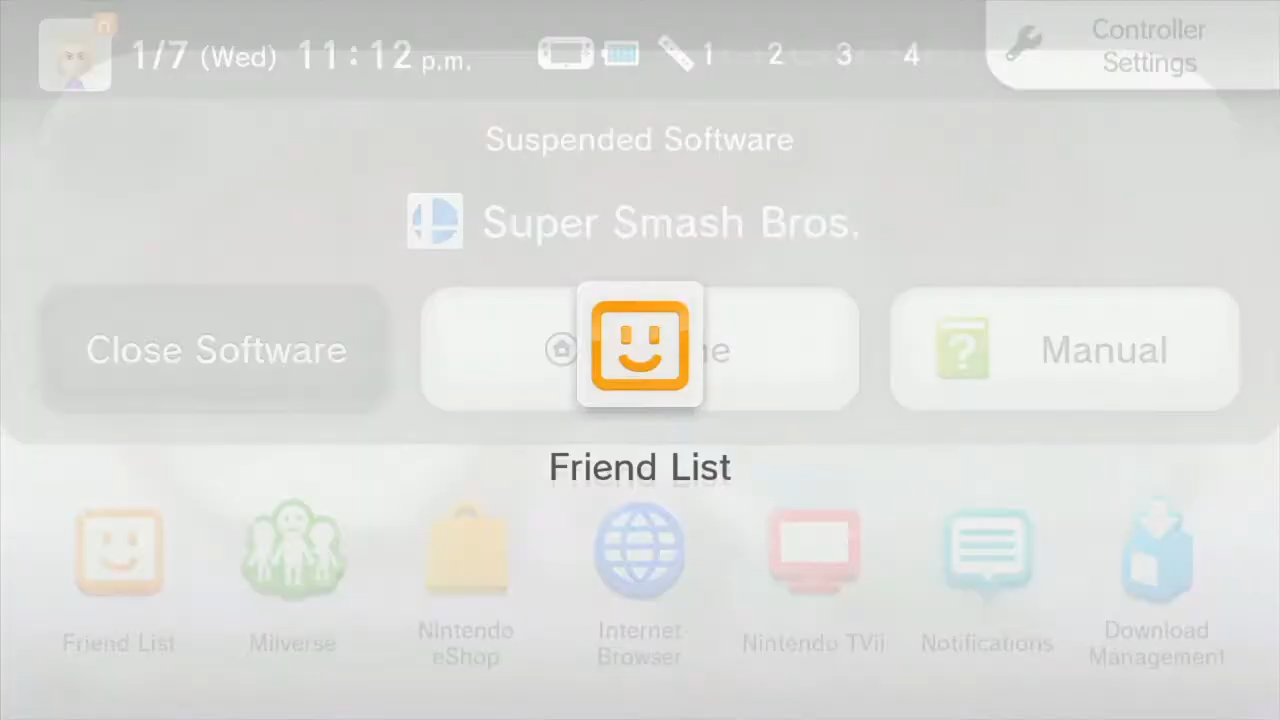 1/7 (Wed) 11:12 p.m.
1 2 3 4
Controller
Settings
Suspended Software
Super Smash Bros.
Close Software
Manual
Friend List
Friend List
Miiverse
Nintendo
eShop
Internet
Browser
Nintendo TVii
Notifications
Download
Management